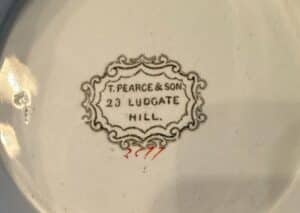 T. PEARCE & SON
23 LUDGATE
HILL.